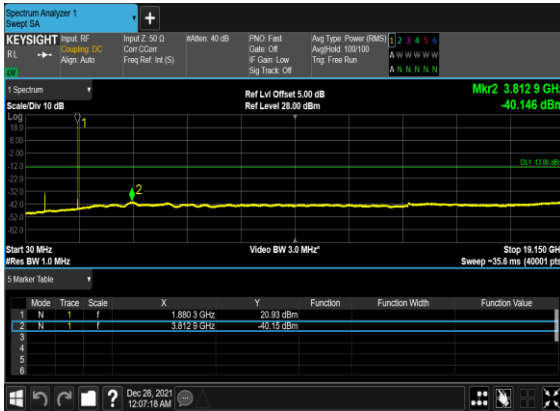 Spectrum Analyzer 1
Swept SA
+
KEYSIGHT Input: RF Input Z: 50 Ω #Atten: 40 dB PNO: Fast Avg Type: Power (RMS) 1 2 3 4 5 6
RL Coupling: DC Corr CCorr Gate: Off Avg|Hold: 100/100 A W W W W W
Align: Auto Freq Ref: Int (S) IF Gain: Low Trig: Free Run
Sig Track: Off A N N N N N
1 Spectrum Ref Lvl Offset 5.00 dB Mkr2 3.812 9 GHz
Scale/Div 10 dB Ref Level 28.00 dBm -40.146 dBm
Log
18.0 1
8.00
-2.00
-12.0 DL1 -13.00 dBm
-22.0
-32.0 2
-42.0
-52.0
-62.0
Start 30 MHz Video BW 3.0 MHz* Stop 19.150 GH
#Res BW 1.0 MHz Sweep ~35.6 ms (40001 pts
5 Marker Table
Mode Trace Scale X Y Function Function Width Function Value
1 N 1 f 1.880 3 GHz 20.93 dBm
2 N 1 f 3.812 9 GHz -40.15 dBm
3
4
5
6
? Dec 28, 2021
12:07:18 AM